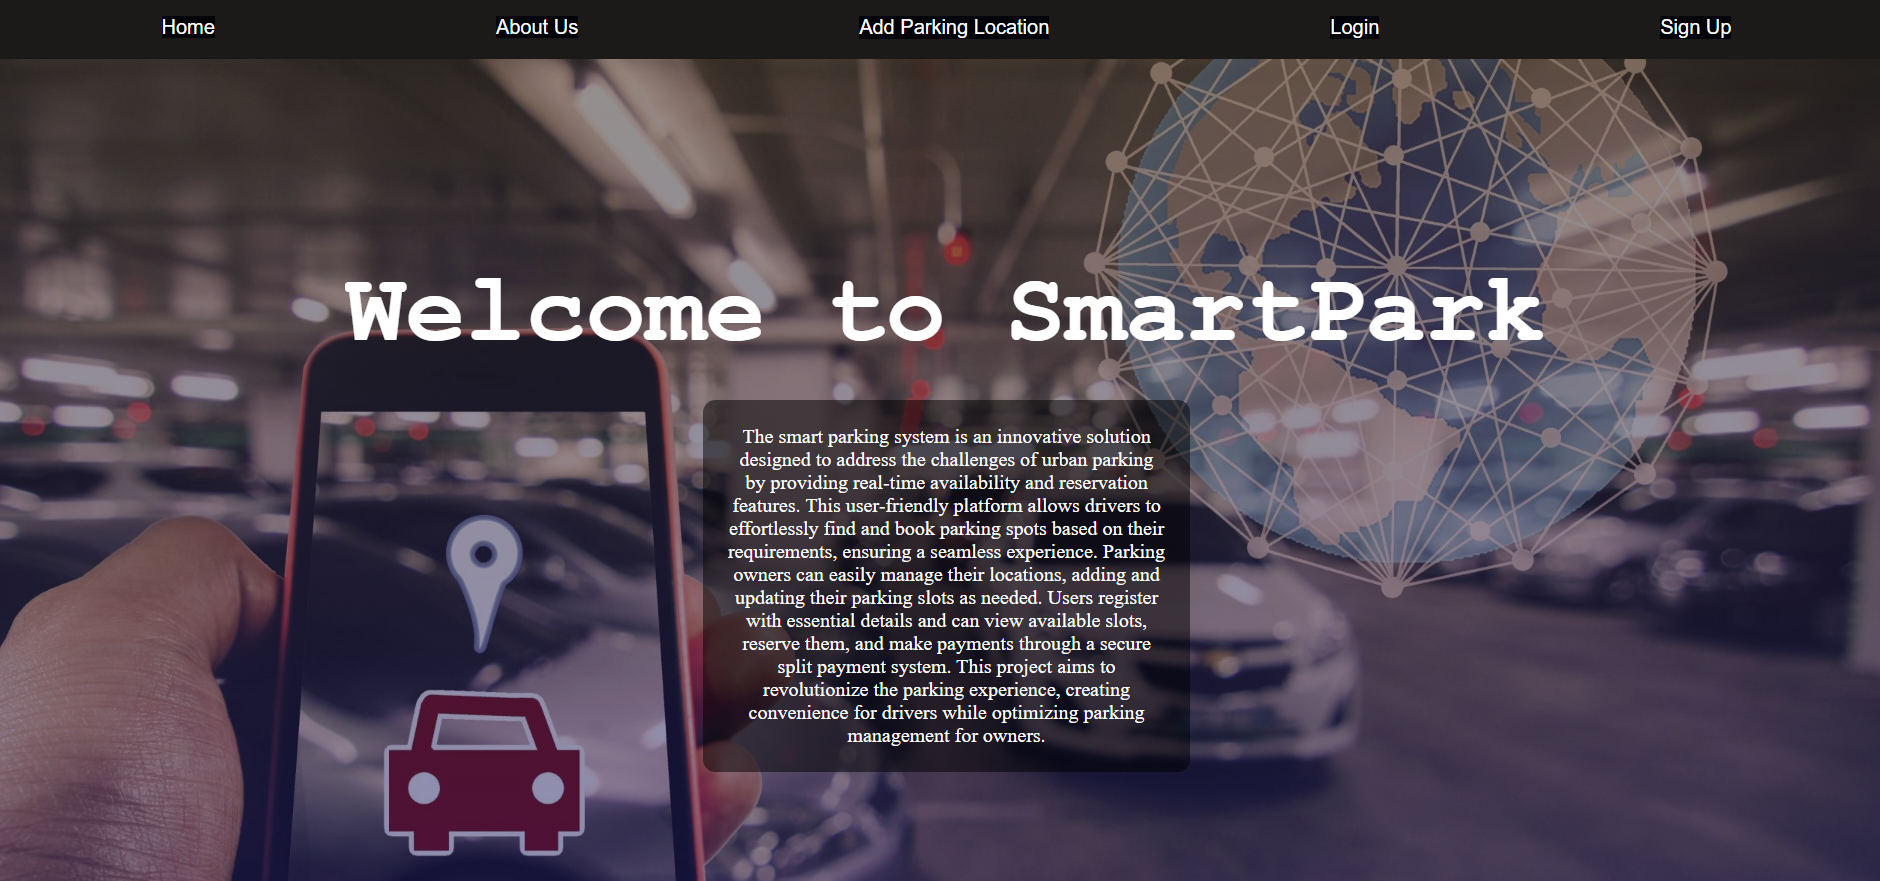 Home About Us Add Parking Location Login Sign Up
Welcome to SmartPark
The smart parking system is an innovative solution
designed to address the challenges of urban parking
by providing real-time availability and reservation
features. This user-friendly platform allows drivers to
effortlessly find and book parking spots based on their
requirements, ensuring a seamless experience. Parking
owners can easily manage their locations, adding and
updating their parking slots as needed. Users register
with essential details and can view available slots,
reserve them, and make payments through a secure
split payment system. This project aims to
revolutionize the parking experience, creating
convenience for drivers while optimizing parking
management for owners.